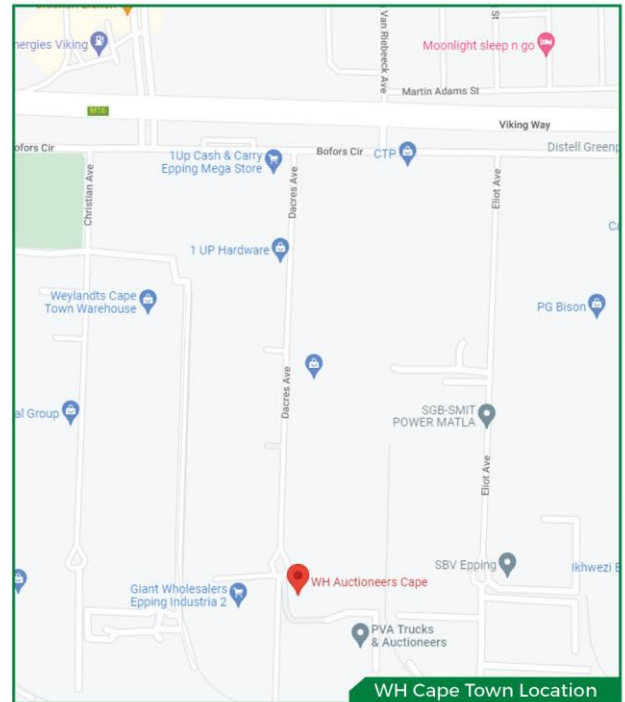 nergies Viking
Van Riebeeck Ave
St
Moonlight sleep n go
Martin Adams St
M16
Viking Way
ofors Cir
1Up Cash & Carry
Epping Mega Store
Bofors Cir
CTP
Distell Greenp
Christian Ave
Dacres Ave
Eliot Ave
Ca
1 UP Hardware
Weylandts Cape
Town Warehouse
PG Bison
Dacres Ave
al Group
SGB-SMIT
POWER MATLA
Eliot Ave
SBV Epping
Ikhwezi B
WH Auctioneers Cape
Giant Wholesalers
Epping Industria 2
PVA Trucks
& Auctioneers
WH Cape Town Location